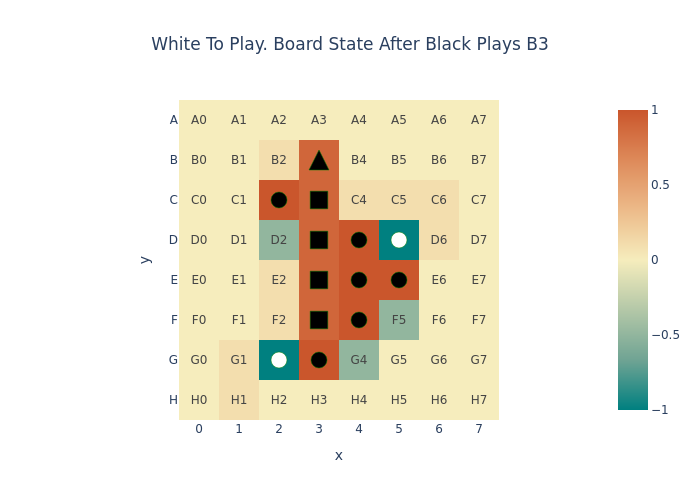 White To Play. Board State After Black Plays B3
A A0 A1 A2 A3 A4 A5 A6 A7
B B0 B1 B2 B4 B5 B6 B7
C C0 C1 C4 C5 C6 C7
D D0 D1 D2 D6 D7
E E0 E1 E2 E6 E7
F F0 F1 F2 F5 F6 F7
G G0 G1 G4 G5 G6 G7
H H0 H1 H2 H3 H4 H5 H6 H7
0 1 2 3 4 5 6 7
x
y
1
0.5
0
−0.5
−1